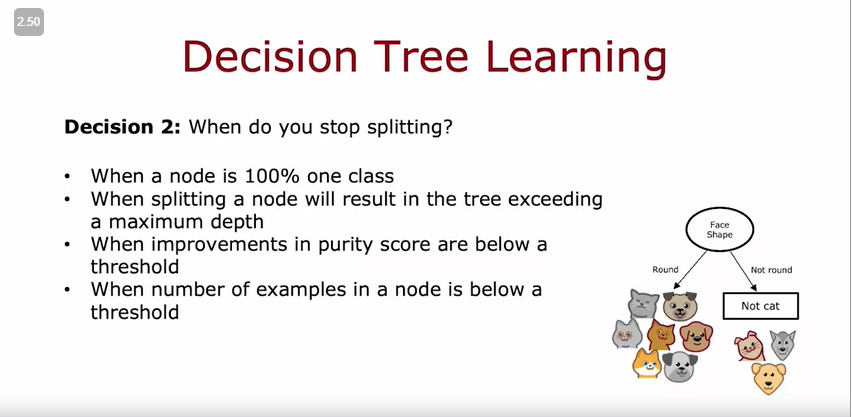 2.50
Decision Tree Learning
Decision 2: When do you stop splitting?
• When a node is 100% one class
• When splitting a node will result in the tree exceeding
a maximum depth
• When improvements in purity score are below a
threshold
• When number of examples in a node is below a
threshold
Face
Shape
Round
Not round
Not cat